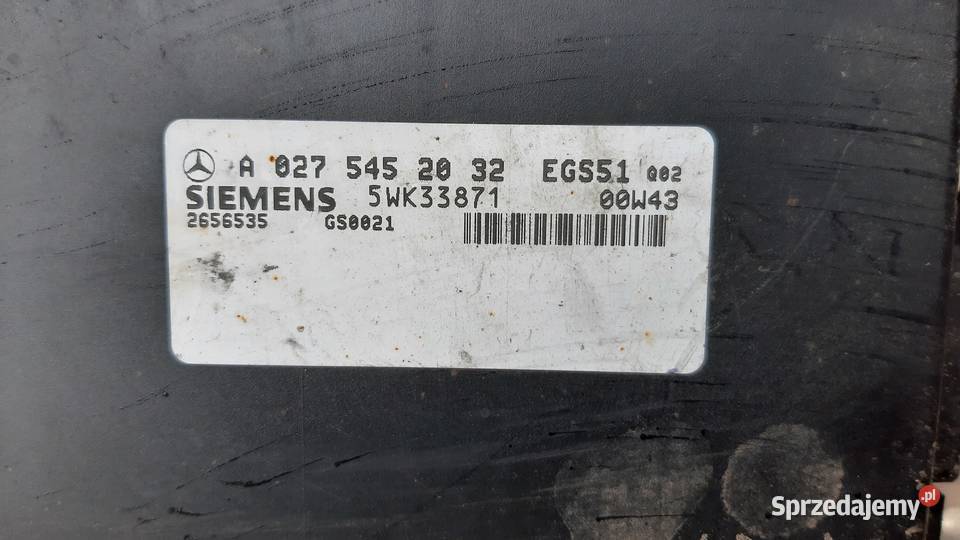 A 027 545 20 32 EGS51 Q02
SIEMENS 5WK33871 00W43
2656535 GS0021
Sprzedajemy.pl